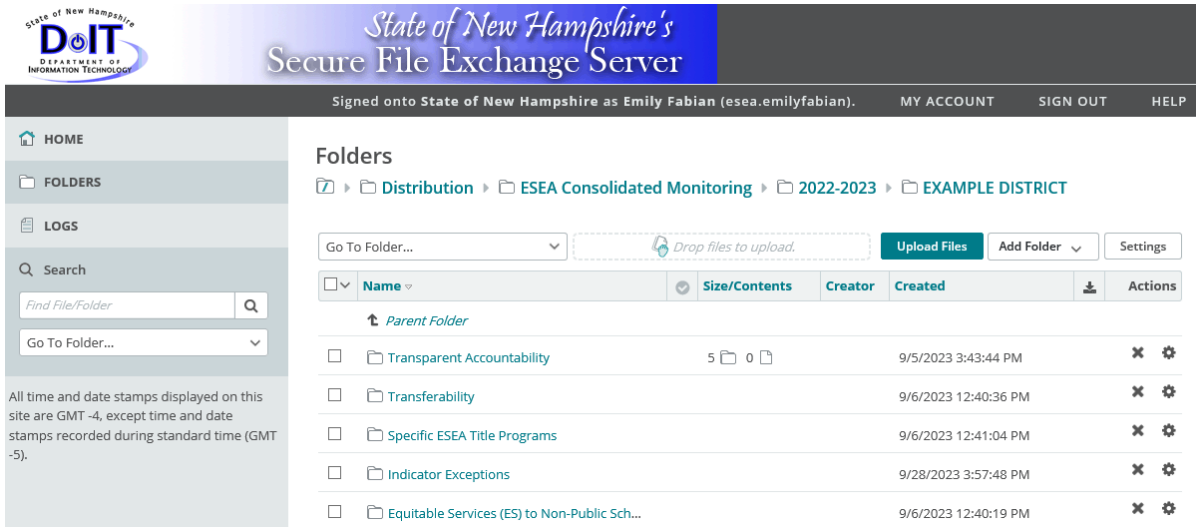 State of New Hampshire
DoIT
DEPARTMENT OF
INFORMATION TECHNOLOGY
State of New Hampshire's
Secure File Exchange Server
Signed onto State of New Hampshire as Emily Fabian (esea.emilyfabian). MY ACCOUNT SIGN OUT HELP
HOME
FOLDERS
LOGS
Search
Find File/Folder
Go To Folder...
All time and date stamps displayed on this
site are GMT -4, except time and date
stamps recorded during standard time (GMT
-5).
Folders
/ Distribution ESEA Consolidated Monitoring 2022-2023 EXAMPLE DISTRICT
Go To Folder... Drop files to upload. Upload Files Add Folder Settings
Name Size/Contents Creator Created Actions
Parent Folder
Transparent Accountability 5 0 9/5/2023 3:43:44 PM
Transferability 9/6/2023 12:40:36 PM
Specific ESEA Title Programs 9/6/2023 12:41:04 PM
Indicator Exceptions 9/28/2023 3:57:48 PM
Equitable Services (ES) to Non-Public Sch... 9/6/2023 12:40:19 PM